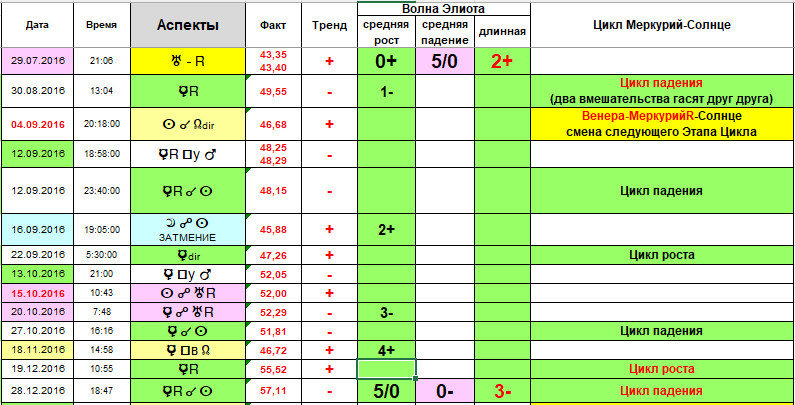 Дата Время Аспекты Факт Тренд Волна Элиота Цикл Меркурий-Солнце
средняя рост средняя падение длинная
29.07.2016 21:06 ♅ - R 43,35 43,40 + 0+ 5/0 2+
30.08.2016 13:04 ☿R 49,55 - 1- Цикл падения
(два вмешательства гасят друг друга)
04.09.2016 20:18:00 ☉ ☌ ☊dir 46,68 + Венера-МеркурийR-Солнце
смена следующего Этапа Цикла
12.09.2016 18:58:00 ☿R □у ♂ 48,25 48,29 -
12.09.2016 23:40:00 ☿R ☌ ☉ 48,15 - Цикл падения
16.09.2016 19:05:00 ☽ ☍ ☉ ЗАТМЕНИЕ 45,88 + 2+
22.09.2016 5:30:00 ☿dir 47,26 + Цикл роста
13.10.2016 21:00 ☿ □у ♂ 52,05 -
15.10.2016 10:43 ☉ ☍ ♅R 52,00 +
20.10.2016 7:48 ☿ ☍ ♅R 52,29 - 3-
27.10.2016 16:16 ☿ ☌ ☉ 51,81 - Цикл падения
18.11.2016 14:58 ☿ □в ☊ 46,72 + 4+
19.12.2016 10:55 ☿R 55,52 + Цикл роста
28.12.2016 18:47 ☿R ☌ ☉ 57,11 - 5/0 0- 3- Цикл падения